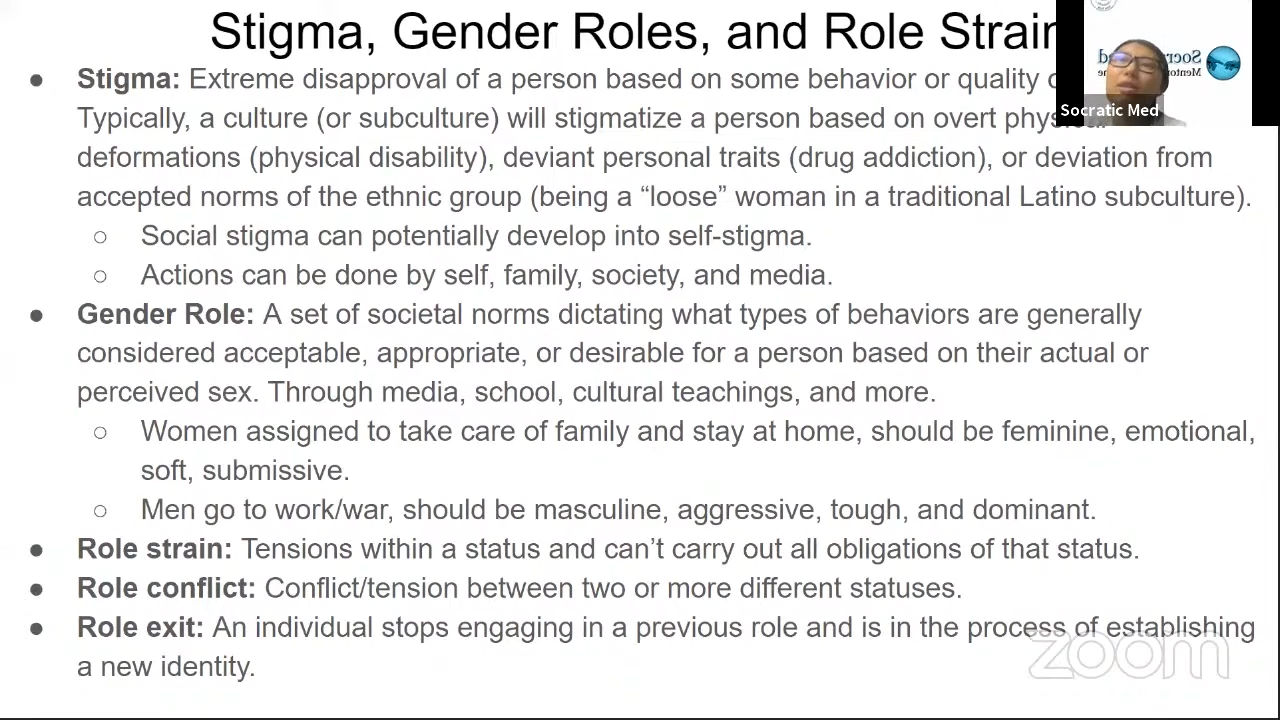 Stigma, Gender Roles, and Role Strain
● Stigma: Extreme disapproval of a person based on some behavior or quality
Typically, a culture (or subculture) will stigmatize a person based on overt physical
deformations (physical disability), deviant personal traits (drug addiction), or deviation from
accepted norms of the ethnic group (being a “loose” woman in a traditional Latino subculture).
○ Social stigma can potentially develop into self-stigma.
○ Actions can be done by self, family, society, and media.
● Gender Role: A set of societal norms dictating what types of behaviors are generally
considered acceptable, appropriate, or desirable for a person based on their actual or
perceived sex. Through media, school, cultural teachings, and more.
○ Women assigned to take care of family and stay at home, should be feminine, emotional,
soft, submissive.
○ Men go to work/war, should be masculine, aggressive, tough, and dominant.
● Role strain: Tensions within a status and can’t carry out all obligations of that status.
● Role conflict: Conflict/tension between two or more different statuses.
● Role exit: An individual stops engaging in a previous role and is in the process of establishing
a new identity.
Socratic Med
zoom